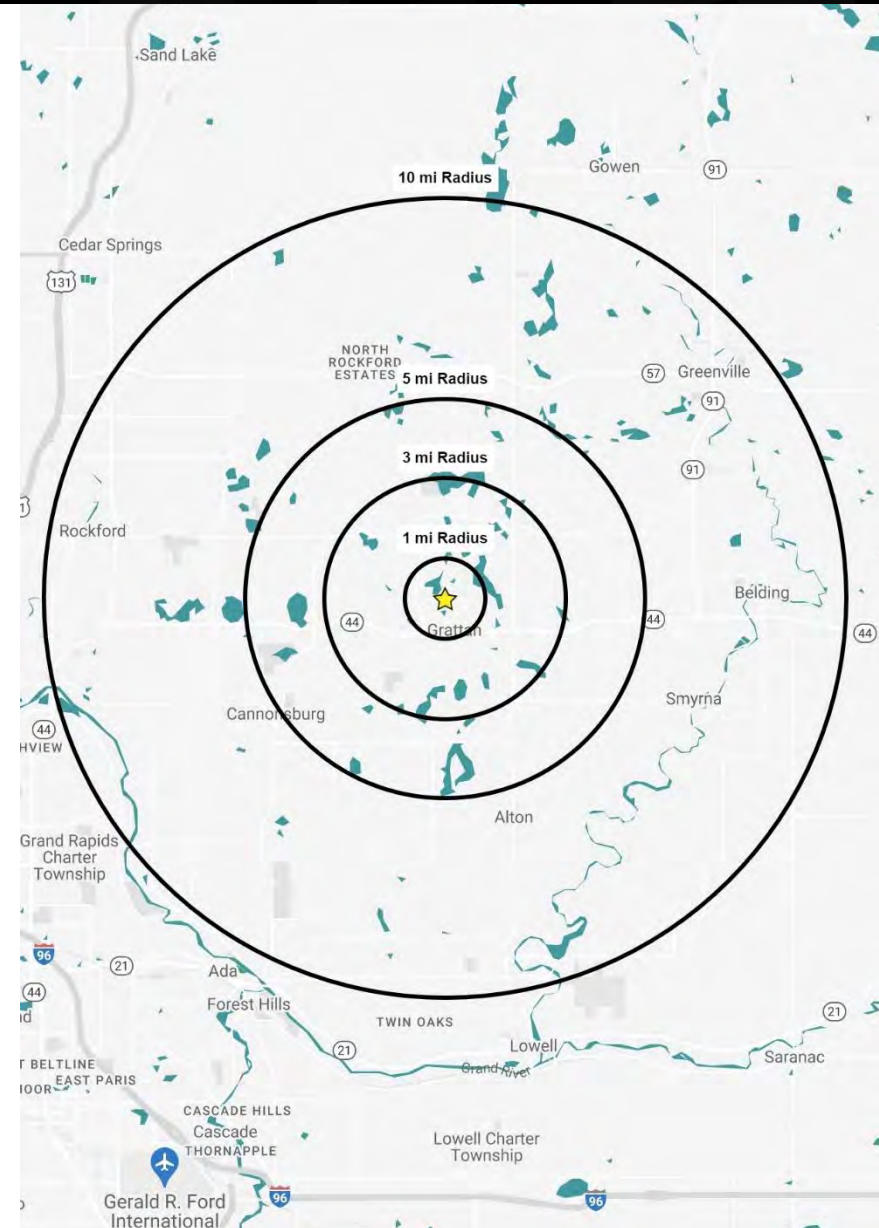 Sand Lake
Gowen
91
10 mi Radius
Cedar Springs
131
NORTH
ROCKFORD
ESTATES
5 mi Radius
57
Greenville
91
3 mi Radius
91
Rockford
1 mi Radius
Belding
44
Grattan
44
44
Smyrna
Cannonsburg
44
HVIEW
Alton
Grand Rapids
Charter
Township
96
21
Ada
44
Forest Hills
21
TWIN OAKS
Lowell
21
Saranac
T BELTLINE
Grand River
EAST PARIS
CASCADE HILLS
Cascade
THORNAPPLE
Lowell Charter
Township
96
96
Gerald R. Ford
International